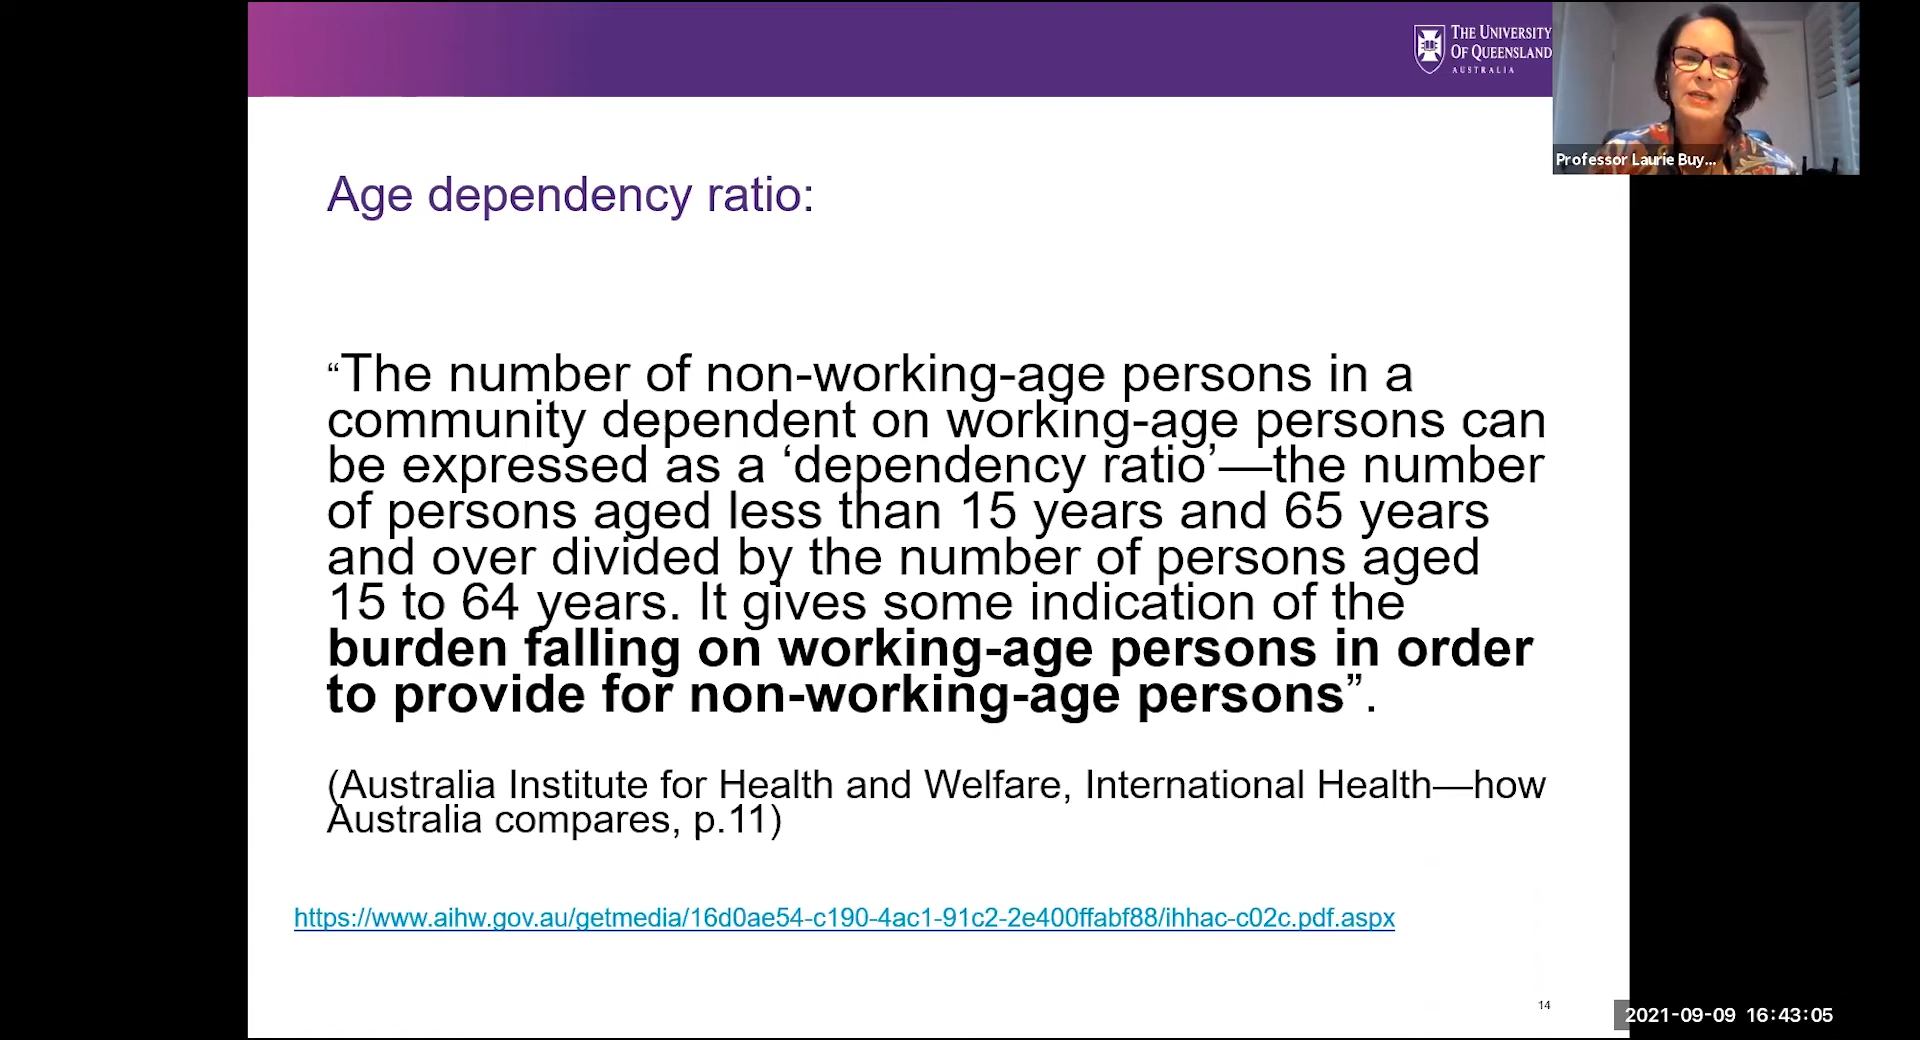 THE UNIVERSITY
OF QUEENSLAND
AUSTRALIA
Professor Laurie Buy...
Age dependency ratio:
“The number of non-working-age persons in a
community dependent on working-age persons can
be expressed as a ‘dependency ratio’—the number
of persons aged less than 15 years and 65 years
and over divided by the number of persons aged
15 to 64 years. It gives some indication of the
burden falling on working-age persons in order
to provide for non-working-age persons”.
(Australia Institute for Health and Welfare, International Health—how
Australia compares, p.11)
https://www.aihw.gov.au/getmedia/16d0ae54-c190-4ac1-91c2-2e400ffabf88/ihhac-c02c.pdf.aspx
14
2021-09-09 16:43:05